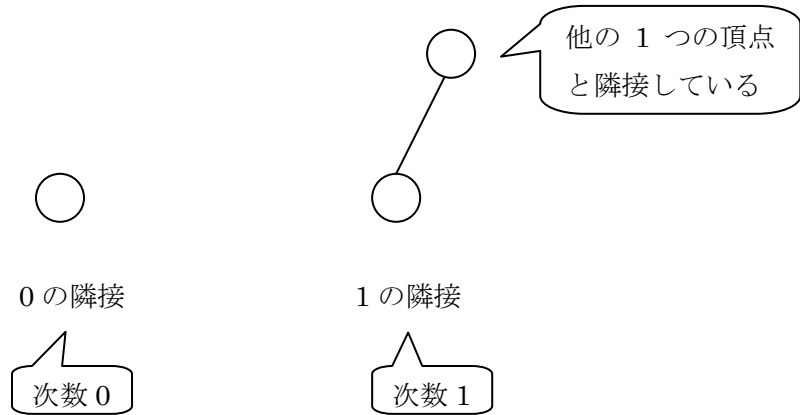 他の 1 つの頂点
と隣接している
0 の隣接
1 の隣接
次数 0
次数 1